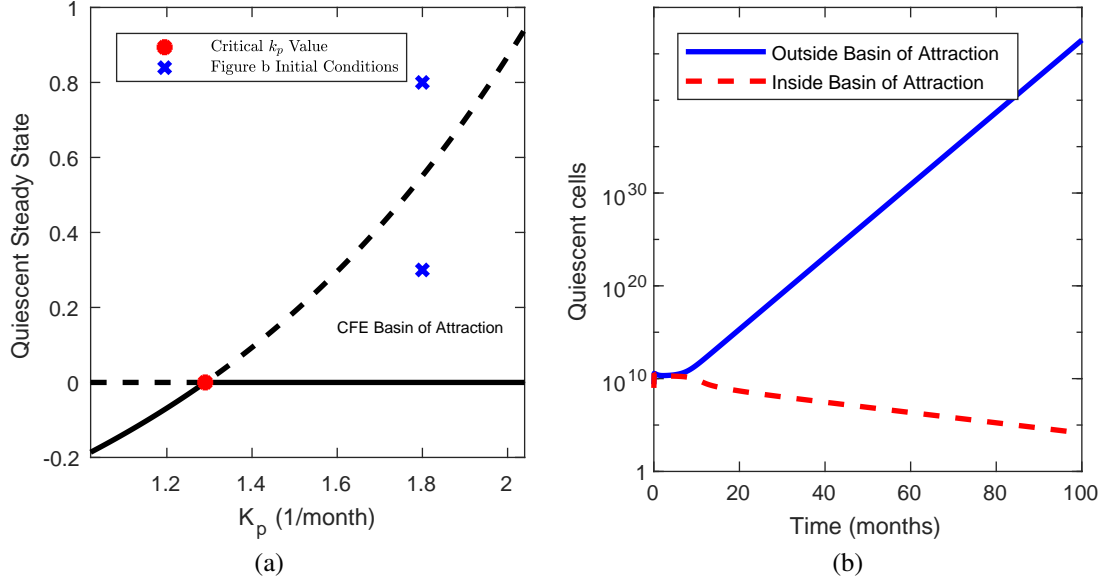 Critical k_p Value
Figure b Initial Conditions
Quiescent Steady State
1
0.8
0.6
0.4
0.2
0
-0.2
CFE Basin of Attraction
1.2
1.4
1.6
1.8
2
K_p (1/month)
(a)
Outside Basin of Attraction
Inside Basin of Attraction
Quiescent cells
10^30
10^20
10^10
1
0
20
40
60
80
100
Time (months)
(b)